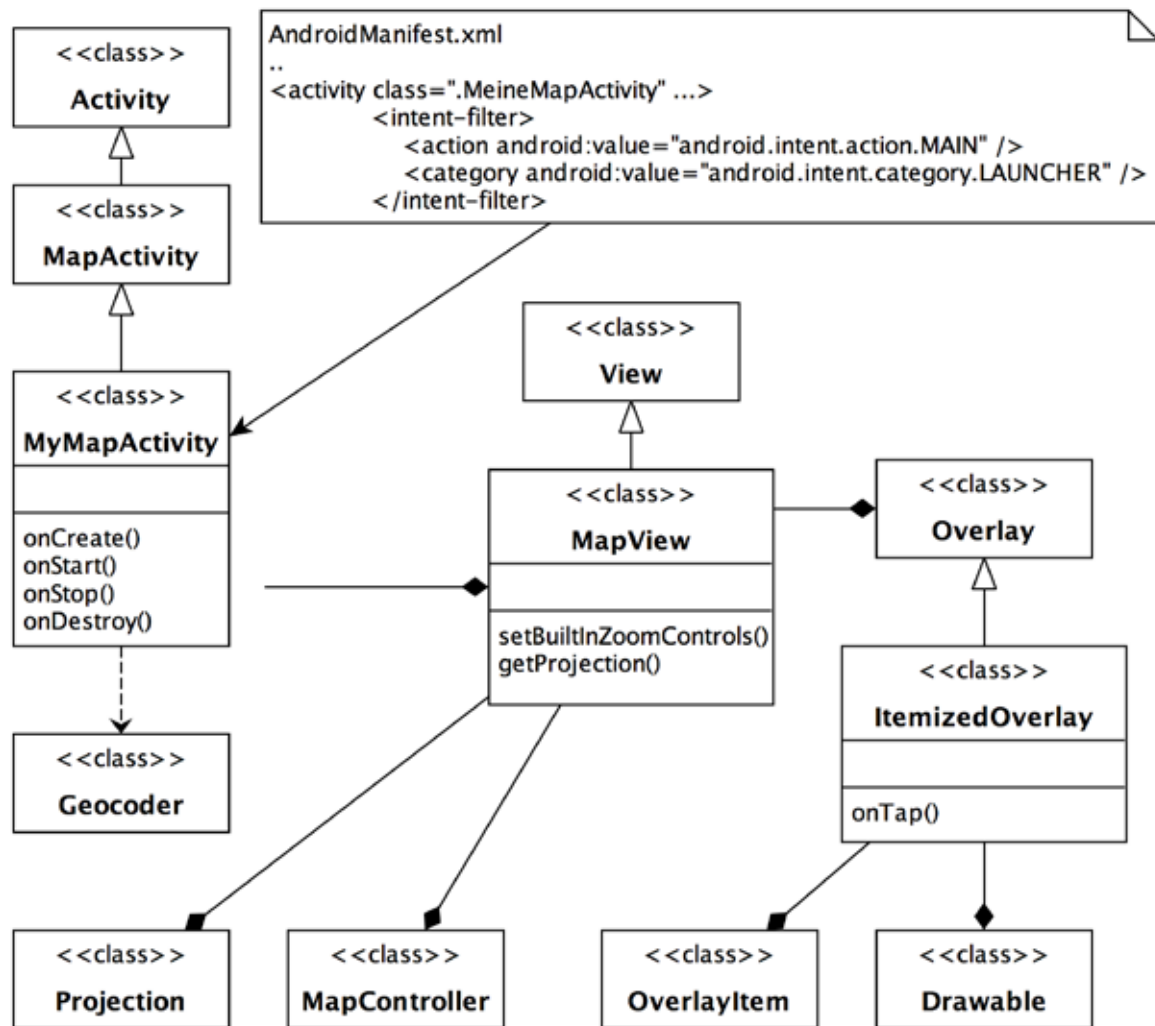 <<class>>
Activity
AndroidManifest.xml
..
<activity class=".MeineMapActivity" ...>
<intent-filter>
<action android:value="android.intent.action.MAIN" />
<category android:value="android.intent.category.LAUNCHER" />
</intent-filter>
<<class>>
MapActivity
<<class>>
MyMapActivity
onCreate()
onStart()
onStop()
onDestroy()
<<class>>
View
<<class>>
MapView
setBuiltInZoomControls()
getProjection()
<<class>>
Overlay
<<class>>
ItemizedOverlay
onTap()
<<class>>
Geocoder
<<class>>
Projection
<<class>>
MapController
<<class>>
OverlayItem
<<class>>
Drawable